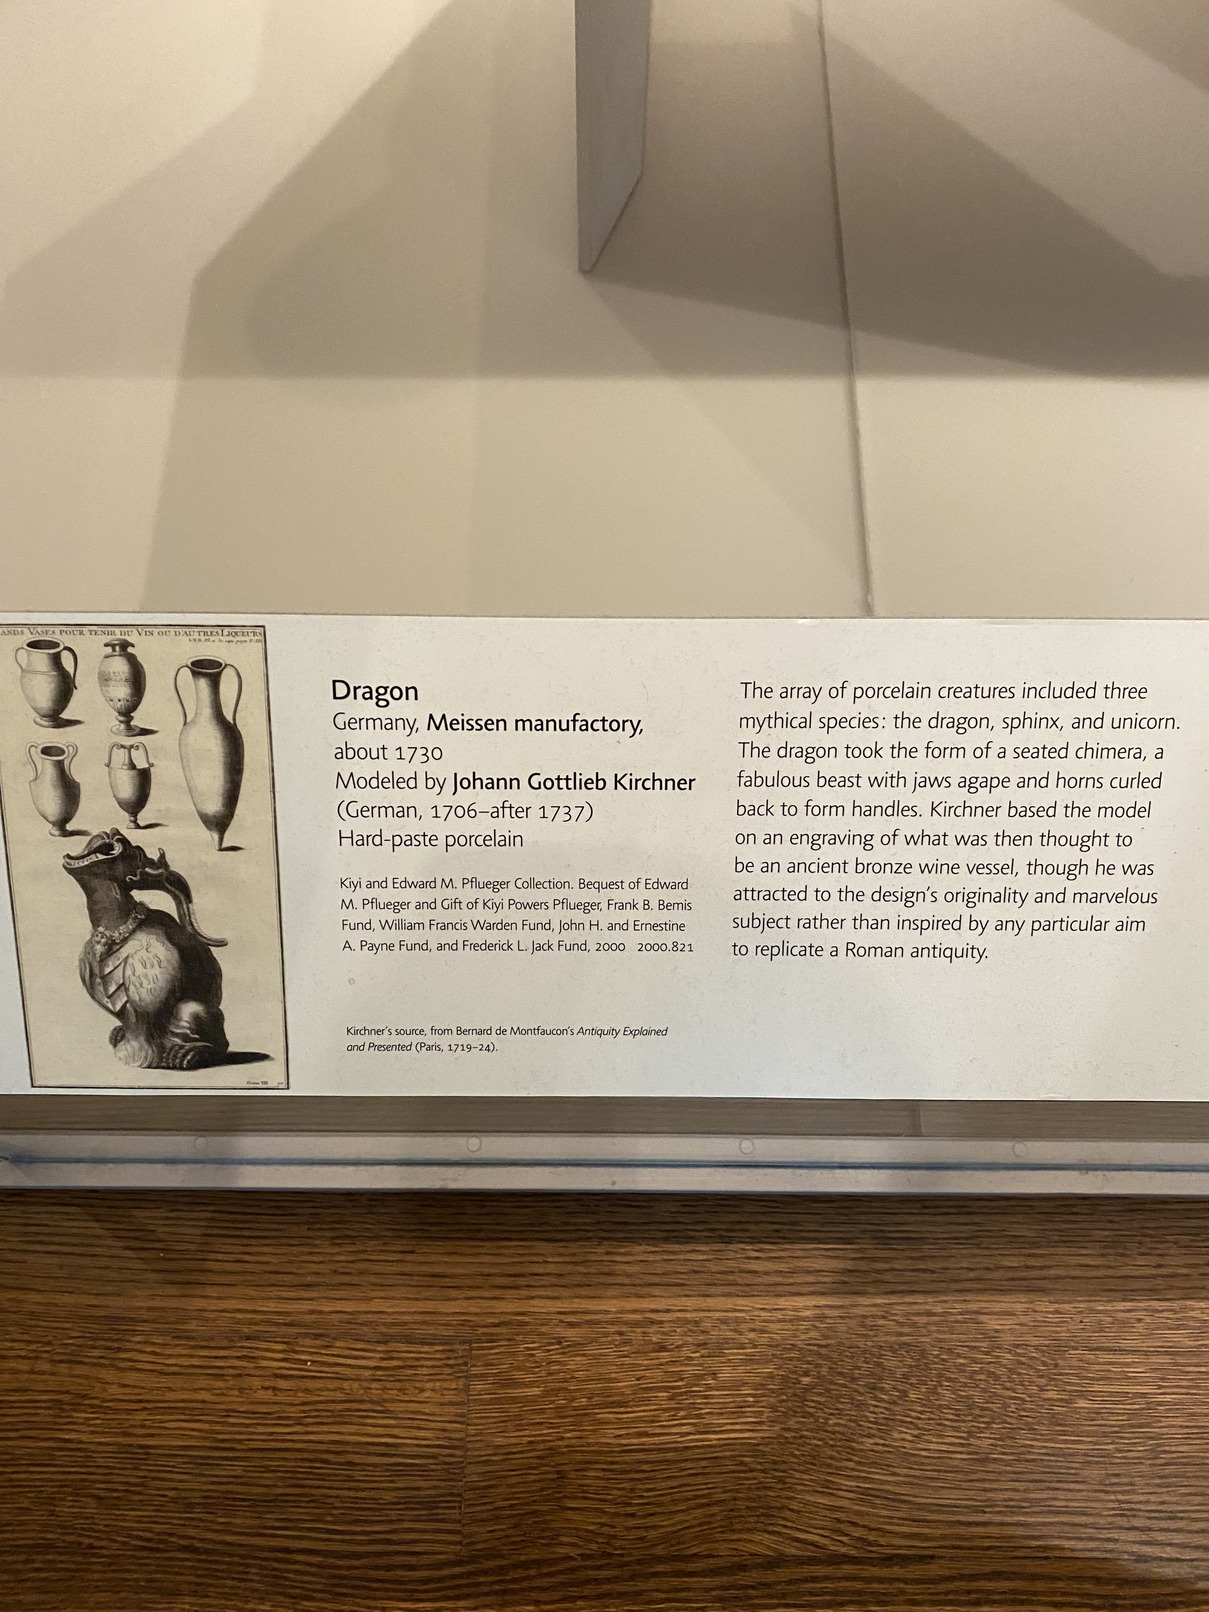 ANDS VASES POUR TENIR DU VIN OU D'AUTRES LIQUEURS
Dragon
Germany, Meissen manufactory,
about 1730
Modeled by Johann Gottlieb Kirchner
(German, 1706–after 1737)
Hard-paste porcelain
Kiyi and Edward M. Pflueger Collection. Bequest of Edward
M. Pflueger and Gift of Kiyi Powers Pflueger, Frank B. Bemis
Fund, William Francis Warden Fund, John H. and Ernestine
A. Payne Fund, and Frederick L. Jack Fund, 2000 2000.821
Kirchner's source, from Bernard de Montfaucon's Antiquity Explained
and Presented (Paris, 1719–24).
The array of porcelain creatures included three
mythical species: the dragon, sphinx, and unicorn.
The dragon took the form of a seated chimera, a
fabulous beast with jaws agape and horns curled
back to form handles. Kirchner based the model
on an engraving of what was then thought to
be an ancient bronze wine vessel, though he was
attracted to the design's originality and marvelous
subject rather than inspired by any particular aim
to replicate a Roman antiquity.